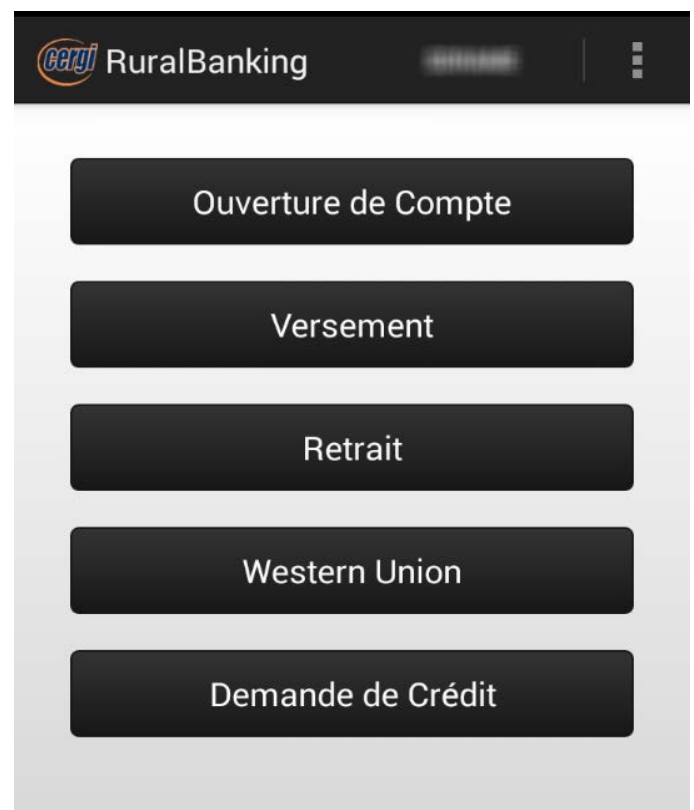 cergi RuralBanking
Ouverture de Compte
Versement
Retrait
Western Union
Demande de Crédit